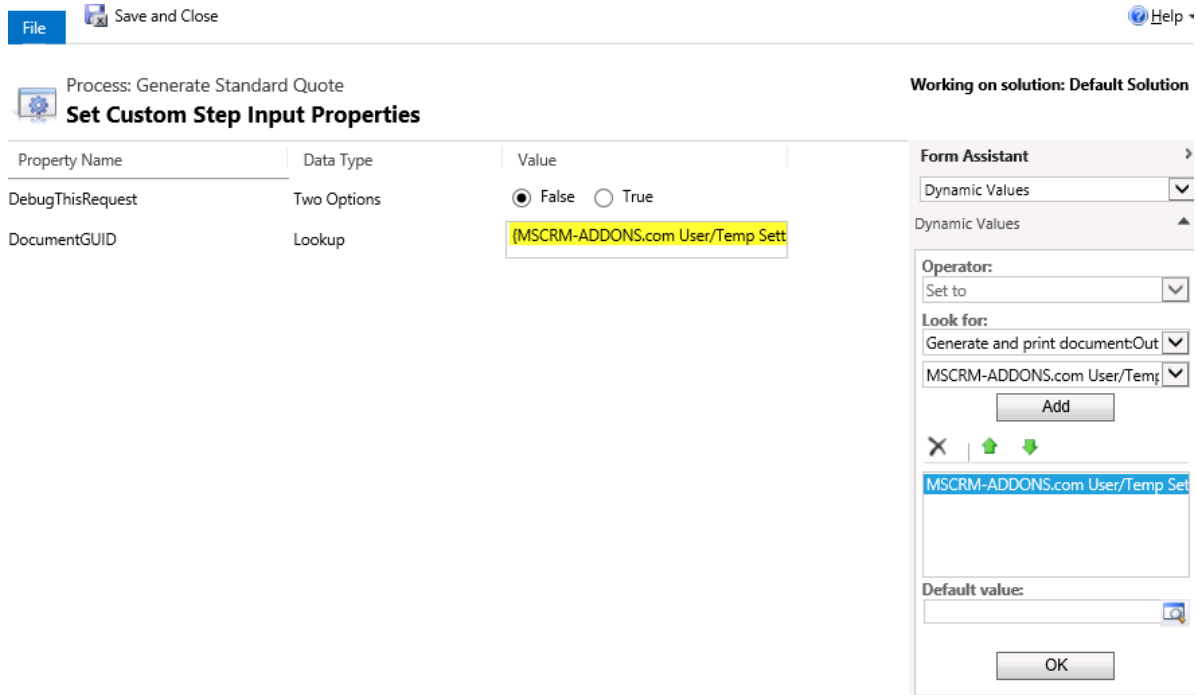 File
Save and Close
Help
Process: Generate Standard Quote
Set Custom Step Input Properties
Working on solution: Default Solution
Property Name Data Type Value
DebugThisRequest Two Options False True
DocumentGUID Lookup {MSCRM-ADDONS.com User/Temp Sett
Form Assistant
Dynamic Values
Dynamic Values
Operator:
Set to
Look for:
Generate and print document:Out
MSCRM-ADDONS.com User/Temp
Add
MSCRM-ADDONS.com User/Temp Set
Default value:
OK